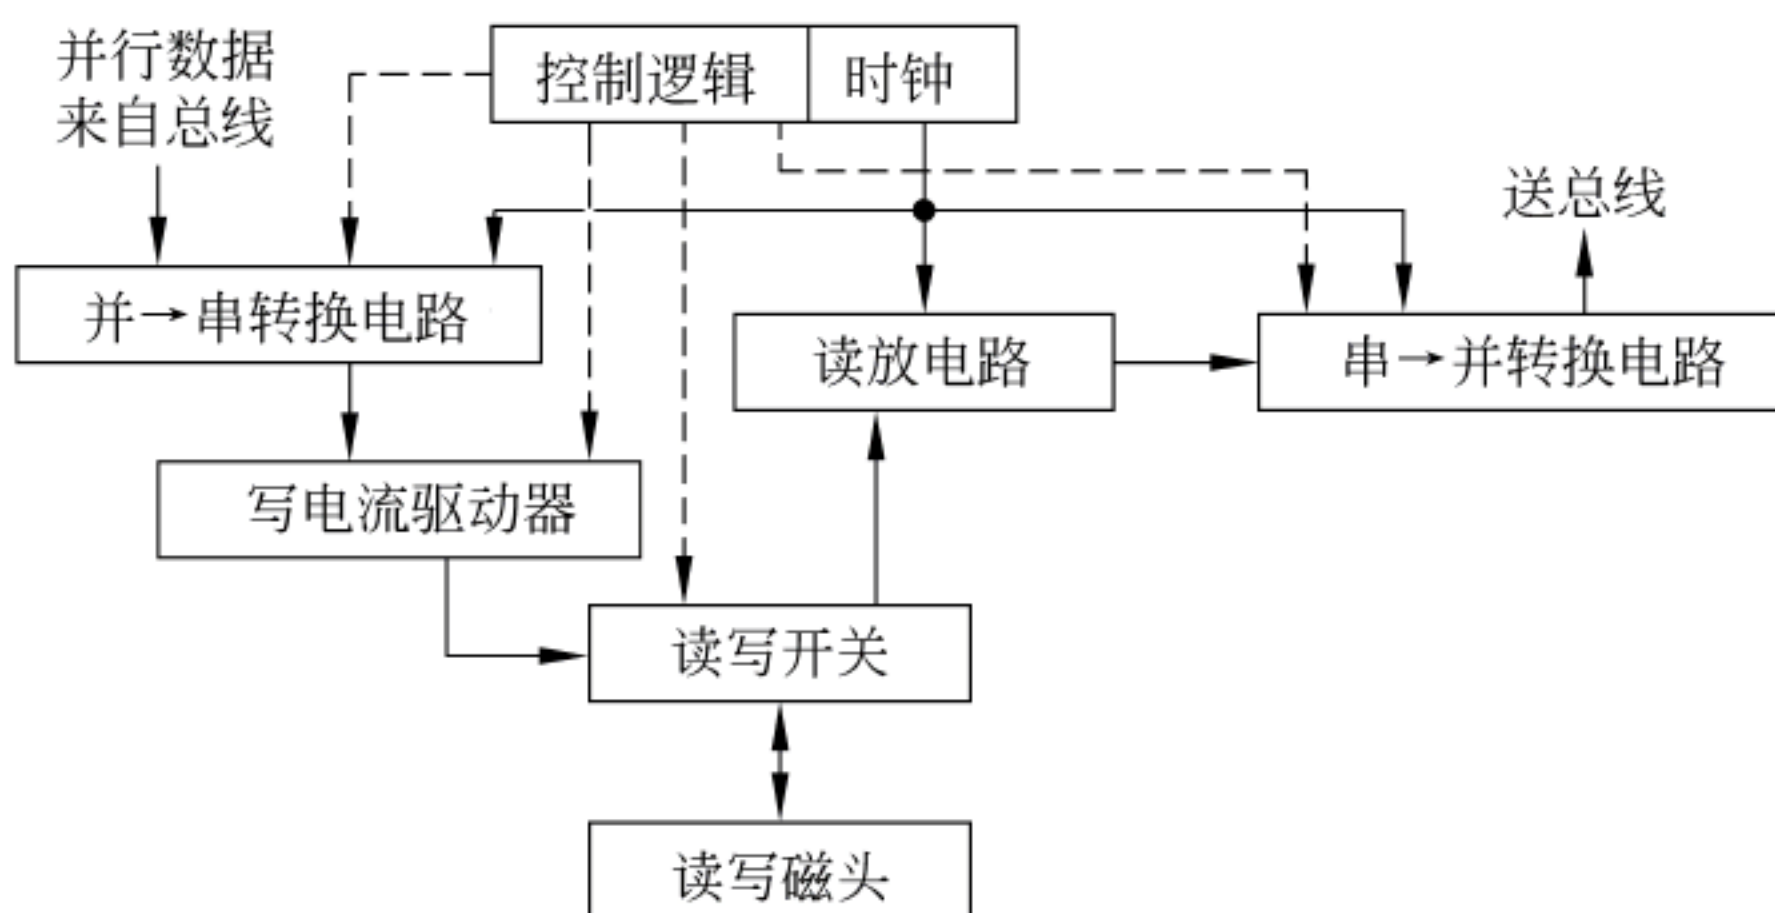 并行数据
来自总线
控制逻辑
时钟
送总线
并→串转换电路
读放电路
串→并转换电路
写电流驱动器
读写开关
读写磁头